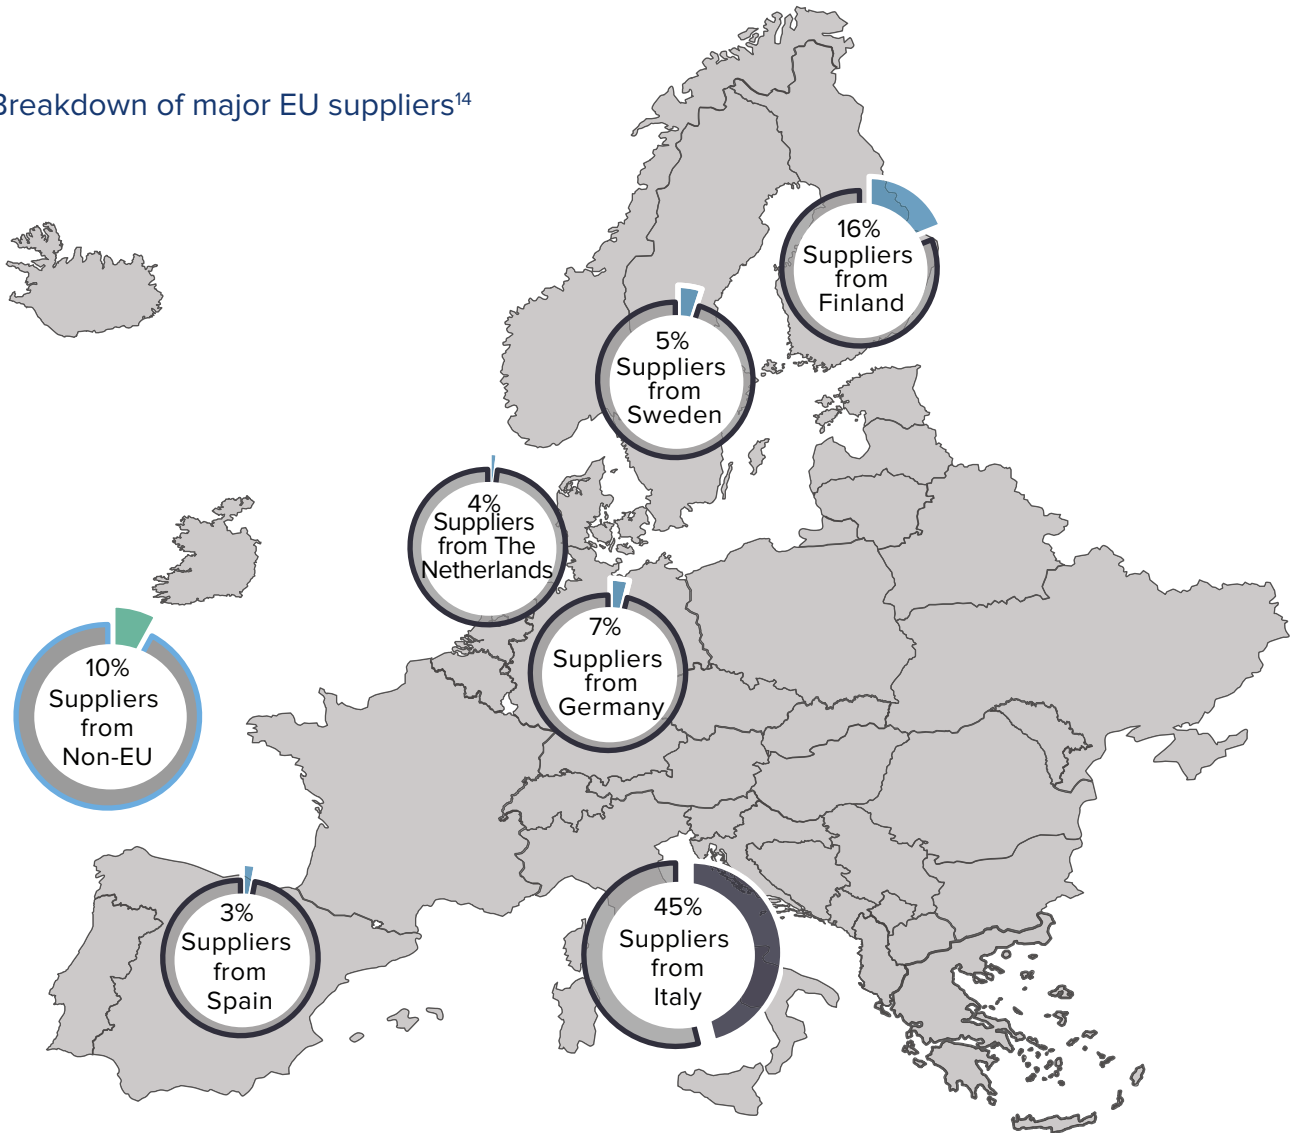 Breakdown of major EU suppliers¹⁴
16%
Suppliers
from
Finland
5%
Suppliers
from
Sweden
4%
Suppliers
from The
Netherlands
7%
Suppliers
from
Germany
10%
Suppliers
from
Non-EU
3%
Suppliers
from
Spain
45%
Suppliers
from
Italy